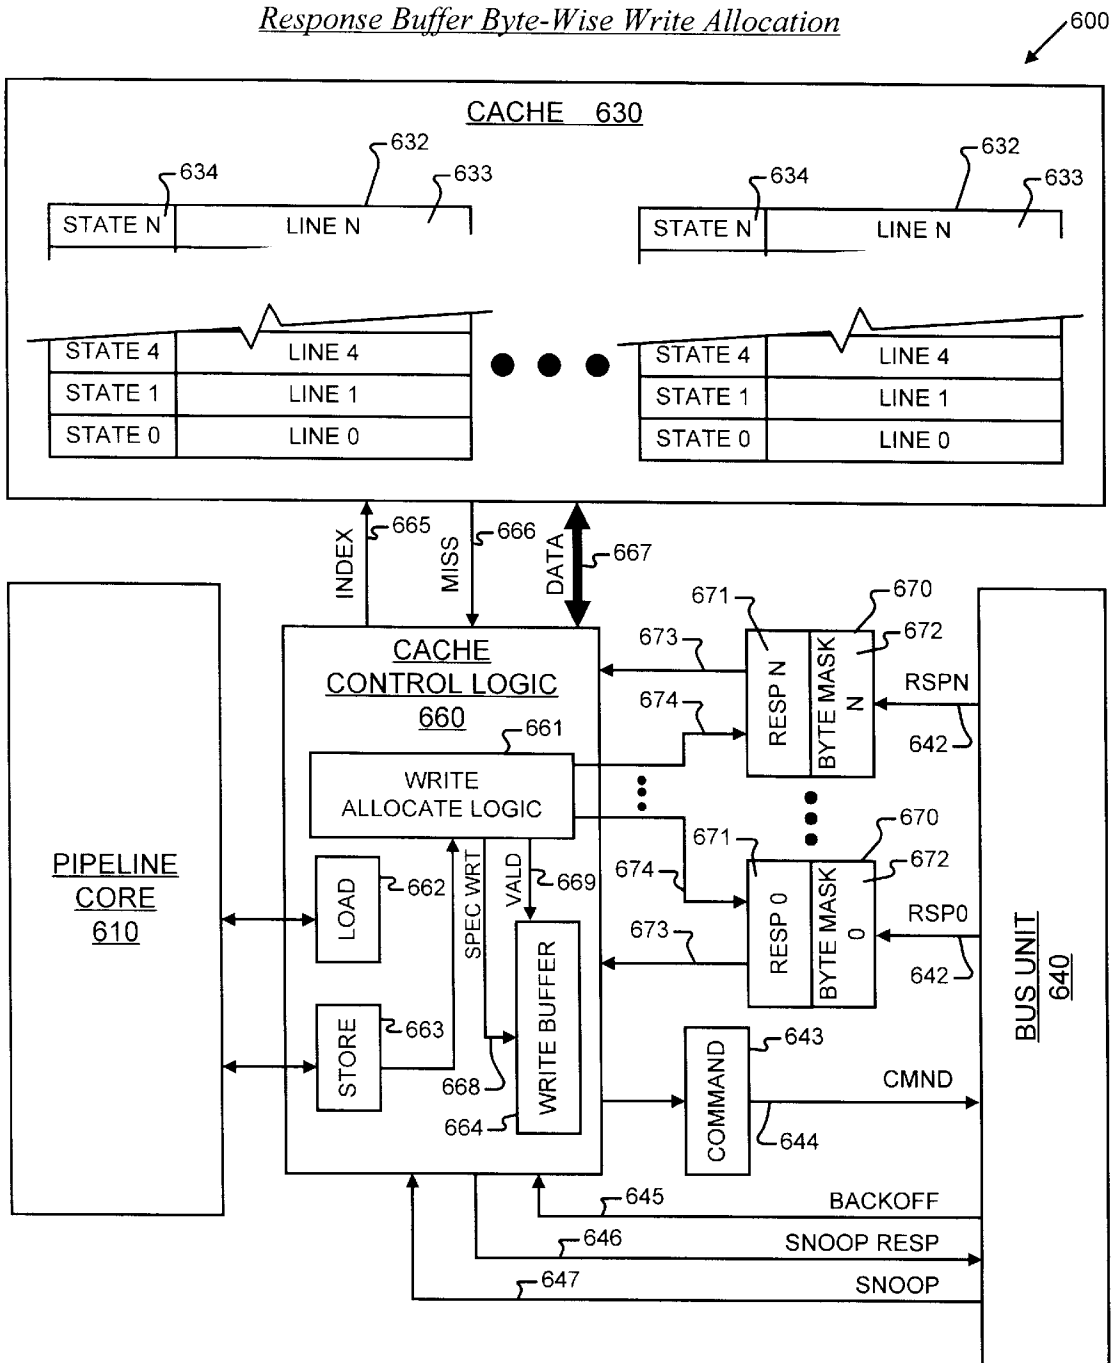 Response Buffer Byte-Wise Write Allocation
600
CACHE 630
632
632
634
633
634
633
STATE N LINE N
STATE N LINE N
STATE 4 LINE 4
STATE 1 LINE 1
STATE 0 LINE 0
STATE 4 LINE 4
STATE 1 LINE 1
STATE 0 LINE 0
INDEX
665
MISS
666
DATA
667
PIPELINE
CORE
610
CACHE
CONTROL LOGIC
660
661
WRITE
ALLOCATE LOGIC
LOAD
662
STORE
663
SPEC WRT
668
VALD
669
WRITE BUFFER
664
671
670
672
673
674
RESP N
BYTE MASK
N
RSPN
642
671
670
672
674
673
RESP 0
BYTE MASK
0
RSP0
642
BUS UNIT
640
643
COMMAND
CMND
644
645
BACKOFF
646
SNOOP RESP
647
SNOOP